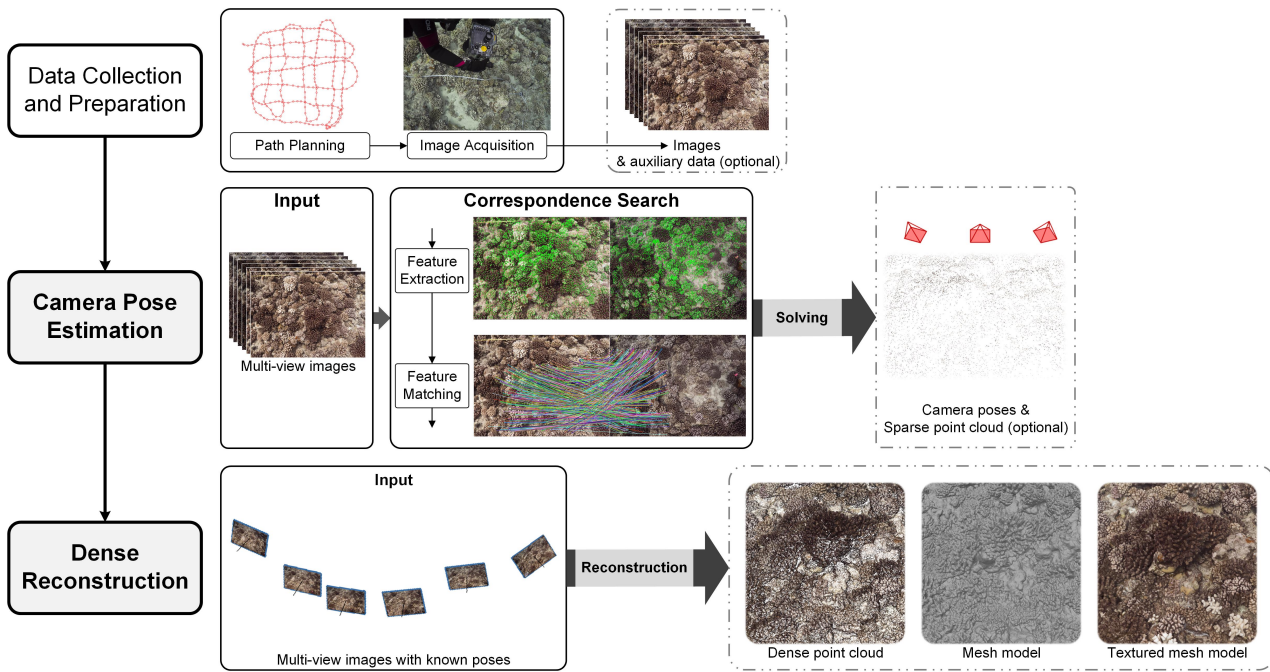 Data Collection
and Preparation
Path Planning
Image Acquisition
Images
& auxiliary data (optional)
Camera Pose
Estimation
Input
Multi-view images
Correspondence Search
Feature
Extraction
Feature
Matching
Solving
Camera poses &
Sparse point cloud (optional)
Dense
Reconstruction
Input
Multi-view images with known poses
Reconstruction
Dense point cloud
Mesh model
Textured mesh model